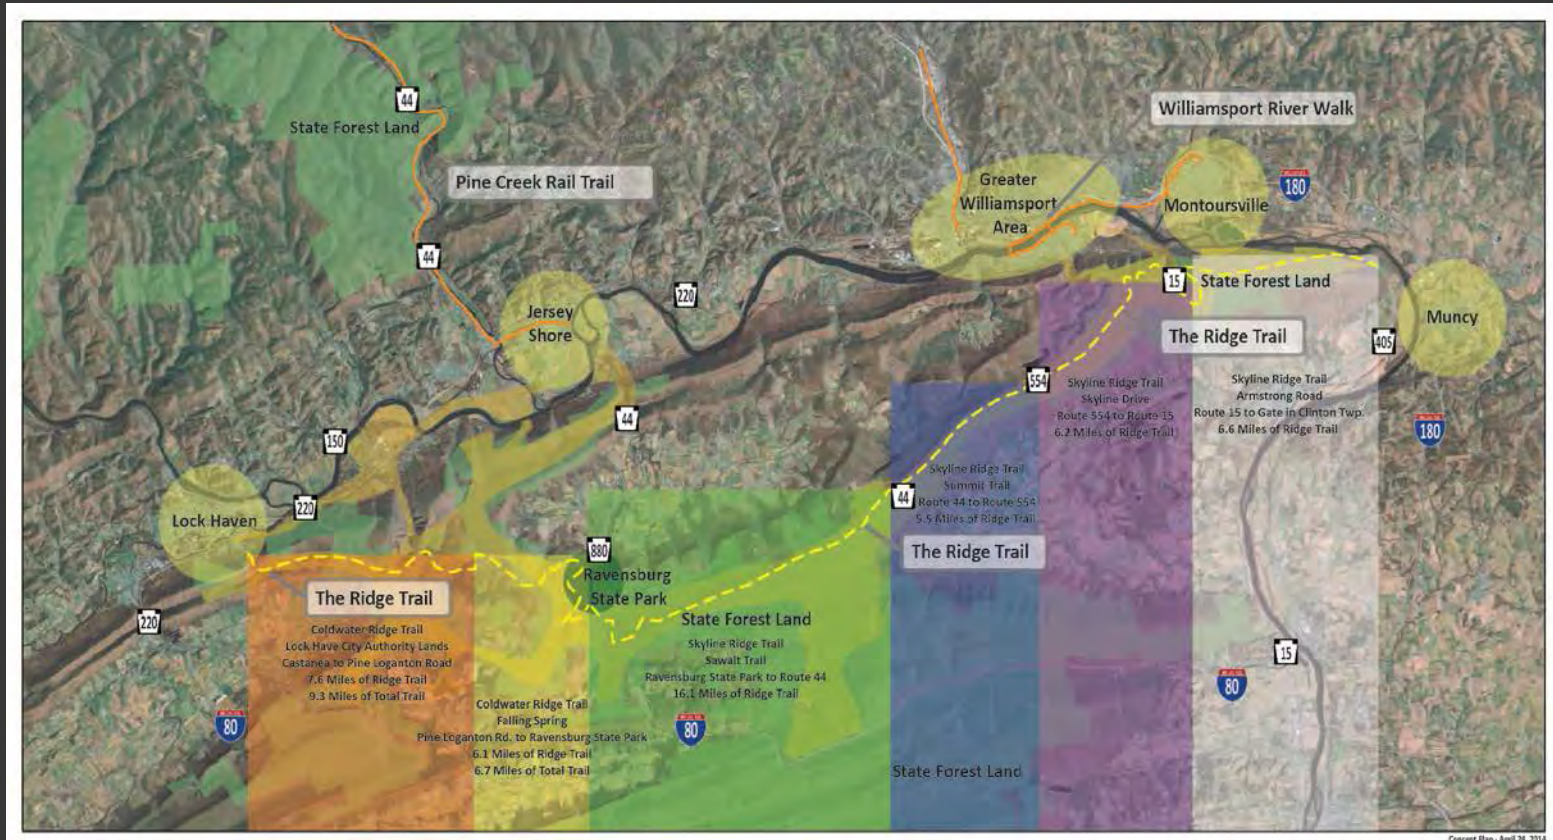 44
State Forest Land
Pine Creek Rail Trail
44
Williamsport River Walk
Greater
Williamsport
Area
Montoursville
180
Jersey
Shore
220
15
State Forest Land
Muncy
The Ridge Trail
405
554
Skyline Ridge Trail
Skyline Drive
Route 554 to Route 15
6.2 Miles of Ridge Trail
Skyline Ridge Trail
Armstrong Road
Route 15 to Gate in Clinton Twp.
6.6 Miles of Ridge Trail
180
44
150
220
Lock Haven
220
880
Ravensburg
State Park
44
Skyline Ridge Trail
Summit Trail
Route 44 to Route 554
5.5 Miles of Ridge Trail
The Ridge Trail
The Ridge Trail
Coldwater Ridge Trail
Lock Have City Authority Lands
Castanea to Pine Loganton Road
7.6 Miles of Ridge Trail
9.3 Miles of Total Trail
80
Coldwater Ridge Trail
Falling Spring
Pine Loganton Rd. to Ravensburg State Park
6.1 Miles of Ridge Trail
6.7 Miles of Total Trail
State Forest Land
Skyline Ridge Trail
Sawalt Trail
Ravensburg State Park to Route 44
16.1 Miles of Ridge Trail
80
State Forest Land
15
80
Concept Plan - April 24, 2014